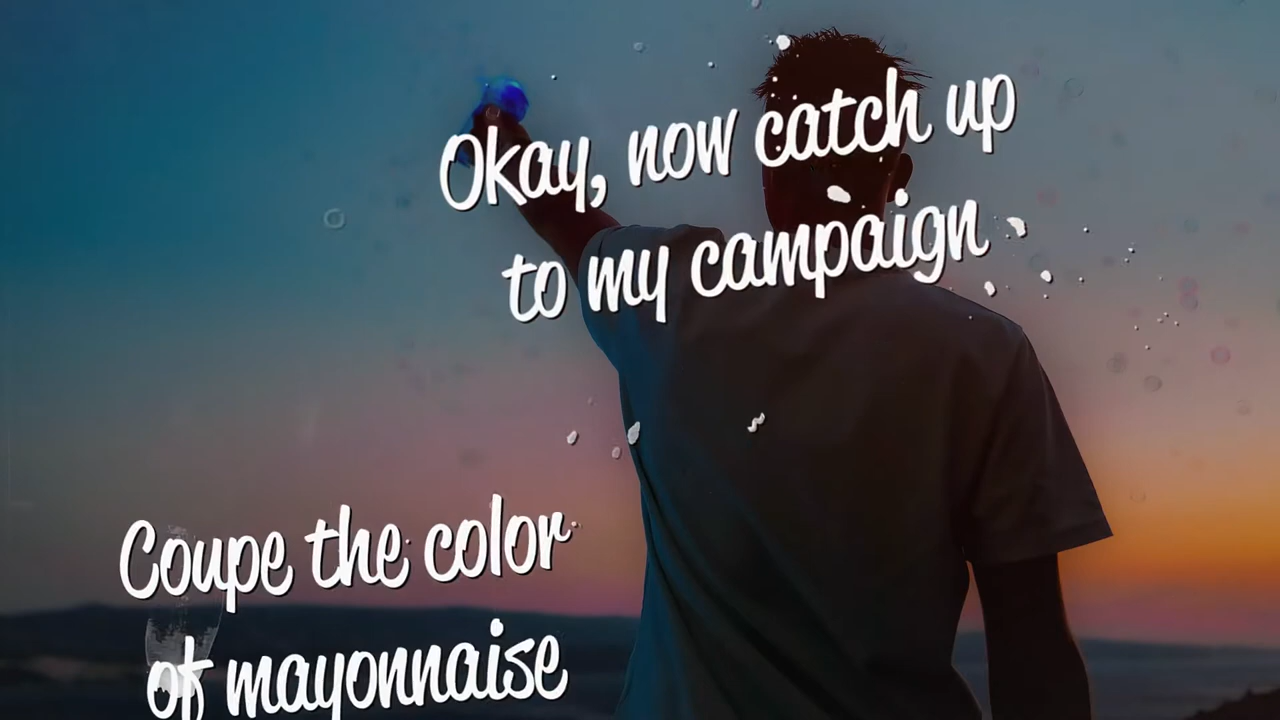 Okay, now catch up
to my campaign
Coupe the color
of mayonnaise